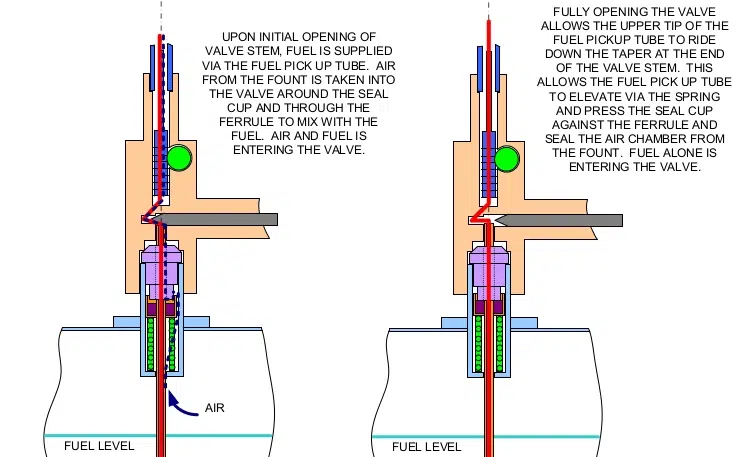 UPON INITIAL OPENING OF
VALVE STEM, FUEL IS SUPPLIED
VIA THE FUEL PICK UP TUBE.  AIR
FROM THE FOUNT IS TAKEN INTO
THE VALVE AROUND THE SEAL
CUP AND THROUGH THE
FERRULE TO MIX WITH THE
FUEL.  AIR AND FUEL IS
ENTERING THE VALVE.
FULLY OPENING THE VALVE
ALLOWS THE UPPER TIP OF THE
FUEL PICKUP TUBE TO RIDE
DOWN THE TAPER AT THE END
OF THE VALVE STEM.  THIS
ALLOWS THE FUEL PICK UP TUBE
TO ELEVATE VIA THE SPRING
AND PRESS THE SEAL CUP
AGAINST THE FERRULE AND
SEAL THE AIR CHAMBER FROM
THE FOUNT.  FUEL ALONE IS
ENTERING THE VALVE.
AIR
FUEL LEVEL
FUEL LEVEL